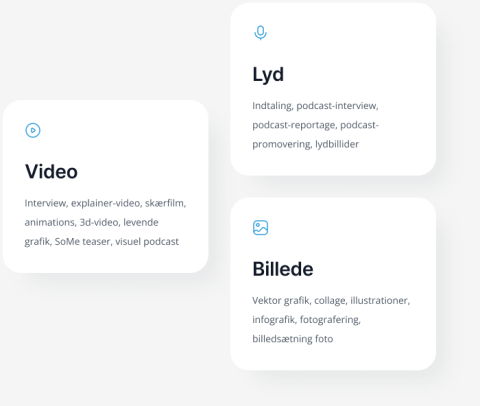 Video
Interview, explainer-video, skærfilm,
animations, 3d-video, levende
grafik, SoMe teaser, visuel podcast
Lyd
Indtaling, podcast-interview,
podcast-reportage, podcast-
promovering, lydbillider
Billede
Vektor grafik, collage, illustrationer,
infografik, fotografering,
billedsætning foto